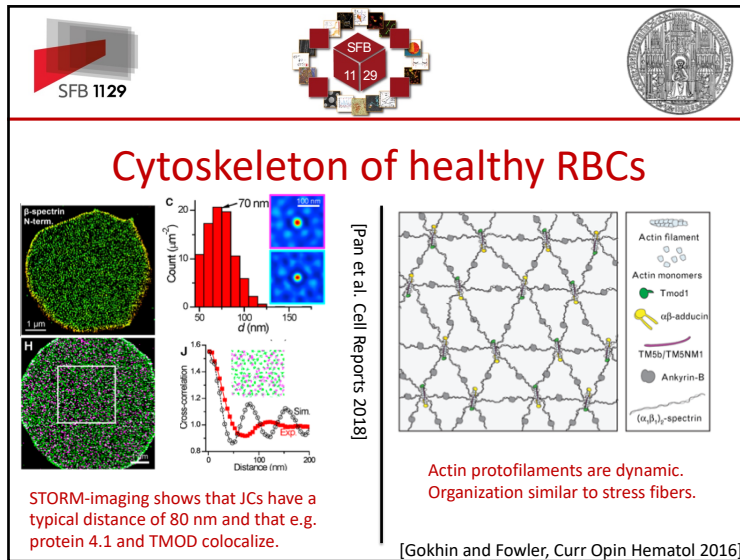 SFB 1129
SFB
11 29
Cytoskeleton of healthy RBCs
β-spectrin
N-term.
1 µm
C
70 nm
100 nm
Count (µm⁻²)
20
10
0
50 100 150
d (nm)
H
1 µm
J
Cross-correlation
1.6
1.4
1.2
1.0
0.8
Sim.
Exp.
0 100 200
Distance (nm)
[Pan et al. Cell Reports 2018]
STORM-imaging shows that JCs have a
typical distance of 80 nm and that e.g.
protein 4.1 and TMOD colocalize.
Actin filament
Actin monomers
Tmod1
αβ-adducin
TM5b/TM5NM1
Ankyrin-B
(α₁β₁)₂-spectrin
Actin protofilaments are dynamic.
Organization similar to stress fibers.
[Gokhin and Fowler, Curr Opin Hematol 2016]